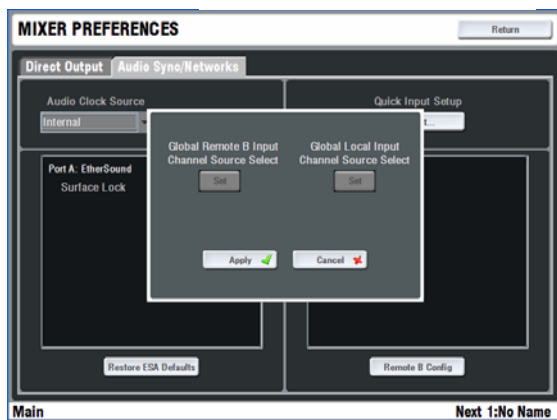 MIXER PREFERENCES
Return
Direct Output
Audio Sync/Networks
Audio Clock Source
Internal
Quick Input Setup
Port A: EtherSound
Surface Lock
Global Remote B Input
Channel Source Select
Set
Global Local Input
Channel Source Select
Set
Apply
Cancel
Restore ESA Defaults
Remote B Config
Main
Next 1:No Name